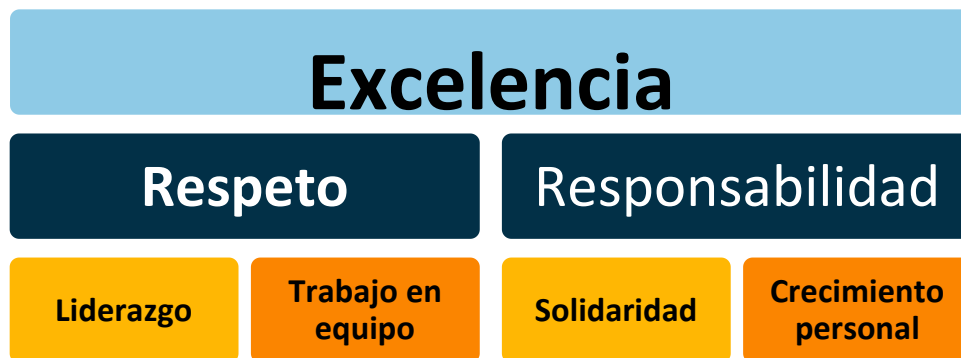 Excelencia
Respeto
Responsabilidad
Liderazgo
Trabajo en
equipo
Solidaridad
Crecimiento
personal